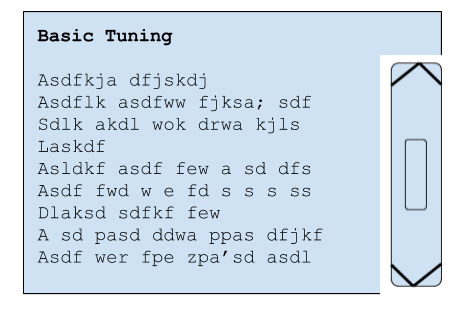 Basic Tuning
Asdfkja dfjskdj
Asdflk asdfww fjksa; sdf
Sdlk akdl wok drwa kjls
Laskdf
Asldkf asdf few a sd dfs
Asdf fwd w e fd s s s ss
Dlaksd sdfkf few
A sd pasd ddwa ppas dfjkf
Asdf wer fpe zpa’sd asdl